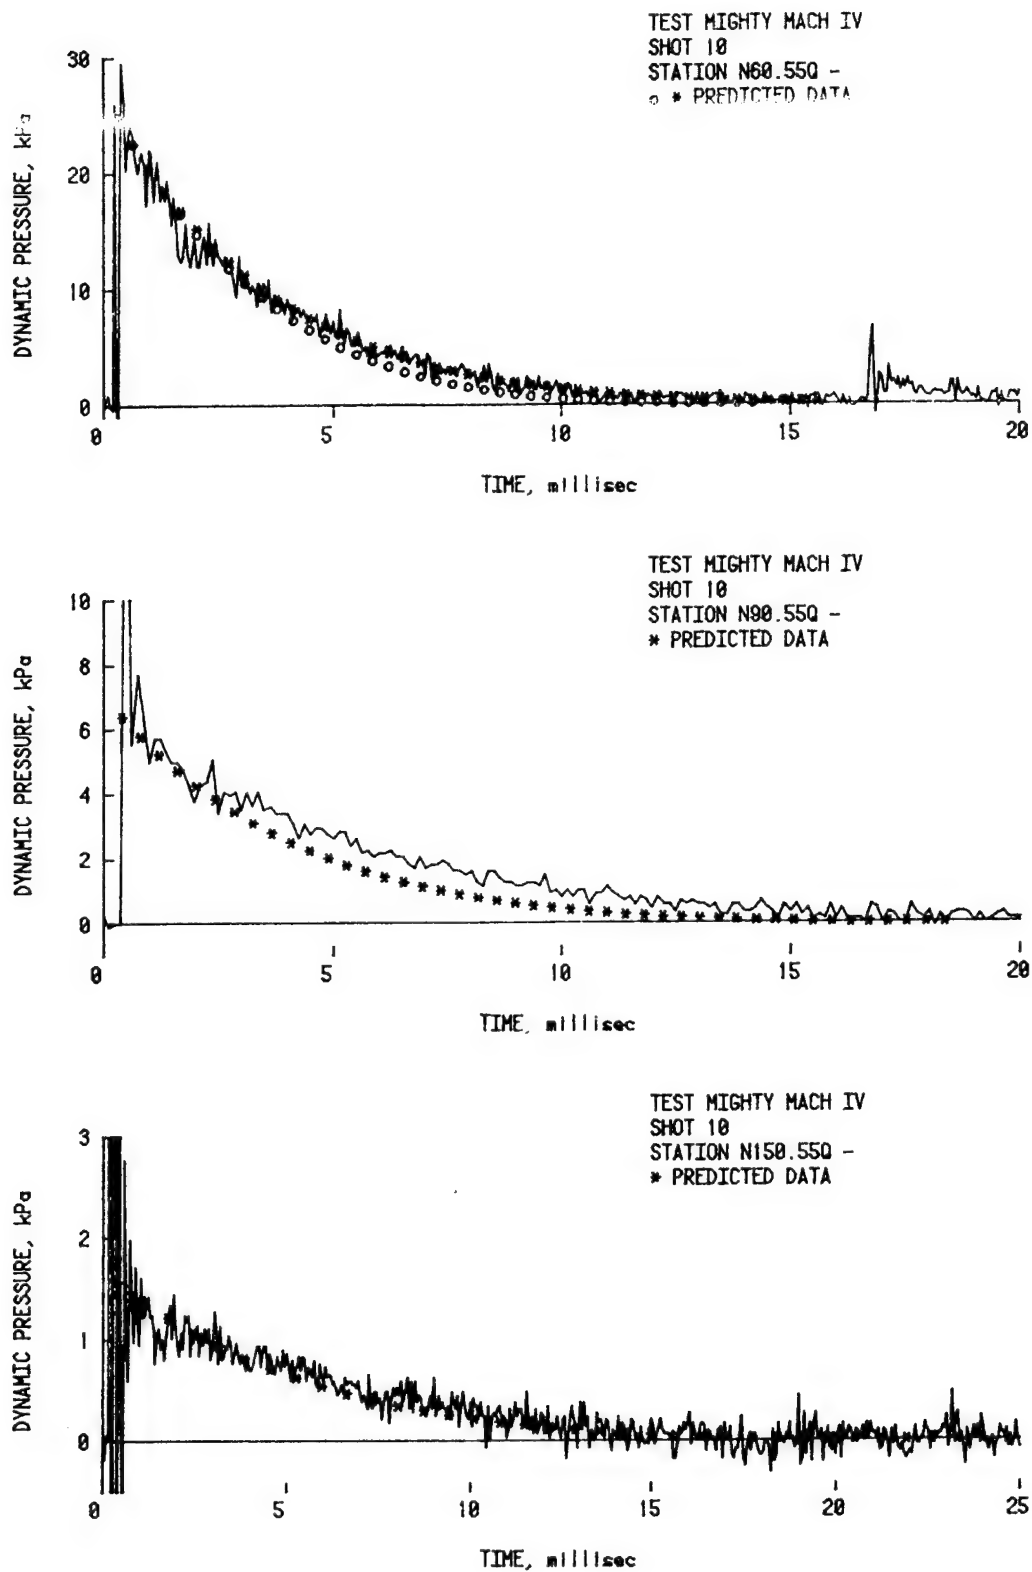 TEST MIGHTY MACH IV
SHOT 10
STATION N60.55Q -
o * PREDICTED DATA
DYNAMIC PRESSURE, kPa
30
20
10
0
0 5 10 15 20
TIME, millisec
TEST MIGHTY MACH IV
SHOT 10
STATION N90.55Q -
* PREDICTED DATA
DYNAMIC PRESSURE, kPa
10
8
6
4
2
0
0 5 10 15 20
TIME, millisec
TEST MIGHTY MACH IV
SHOT 10
STATION N150.55Q -
* PREDICTED DATA
DYNAMIC PRESSURE, kPa
3
2
1
0
0 5 10 15 20 25
TIME, millisec